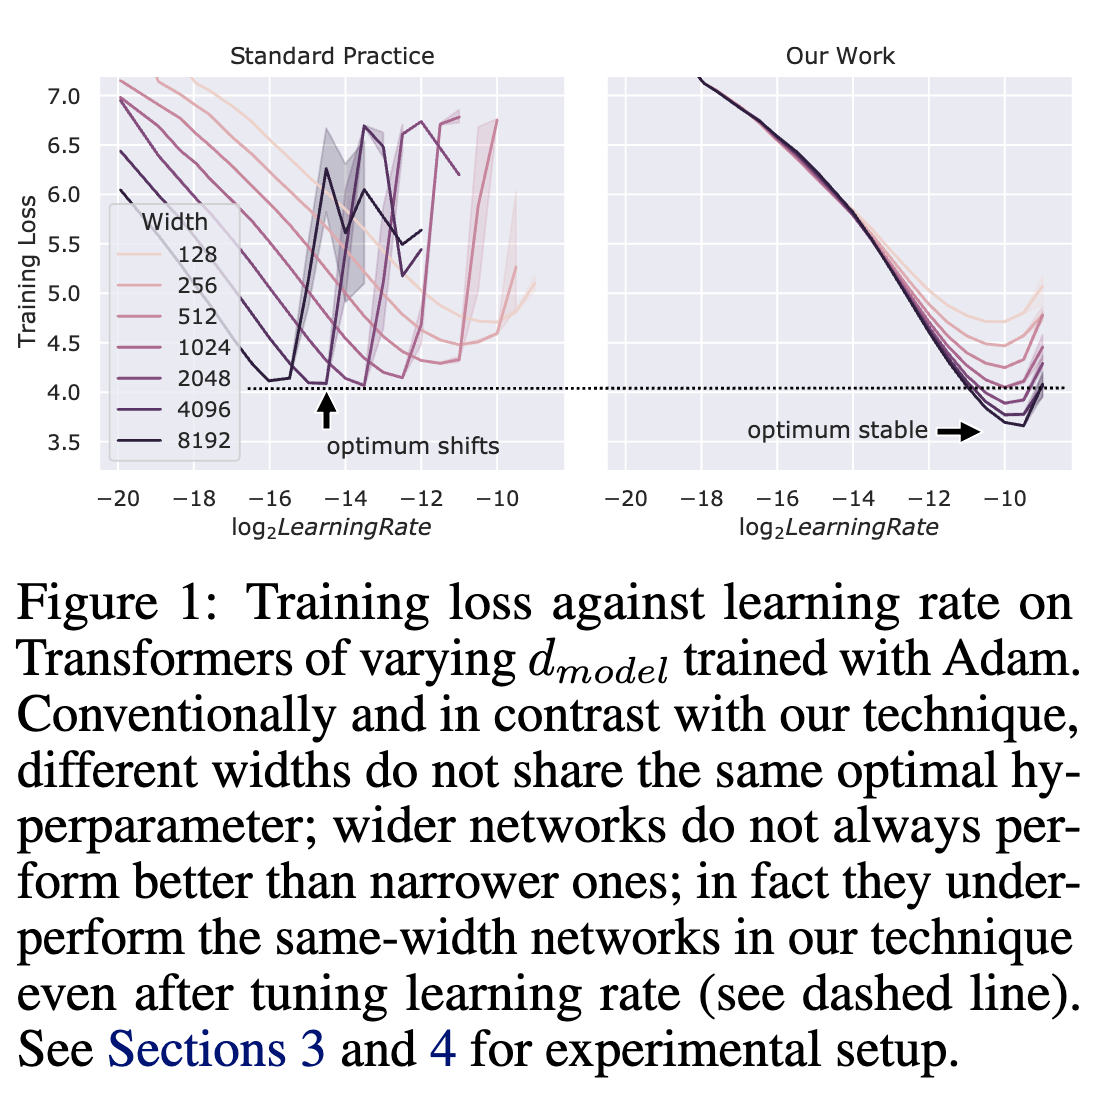 Standard Practice
Our Work
Training Loss
7.0
6.5
6.0
5.5
5.0
4.5
4.0
3.5
Width
128
256
512
1024
2048
4096
8192
optimum shifts
optimum stable
−20 −18 −16 −14 −12 −10
−20 −18 −16 −14 −12 −10
log₂LearningRate
log₂LearningRate
Figure 1: Training loss against learning rate on
Transformers of varying d_model trained with Adam.
Conventionally and in contrast with our technique,
different widths do not share the same optimal hy-
perparameter; wider networks do not always per-
form better than narrower ones; in fact they under-
perform the same-width networks in our technique
even after tuning learning rate (see dashed line).
See Sections 3 and 4 for experimental setup.